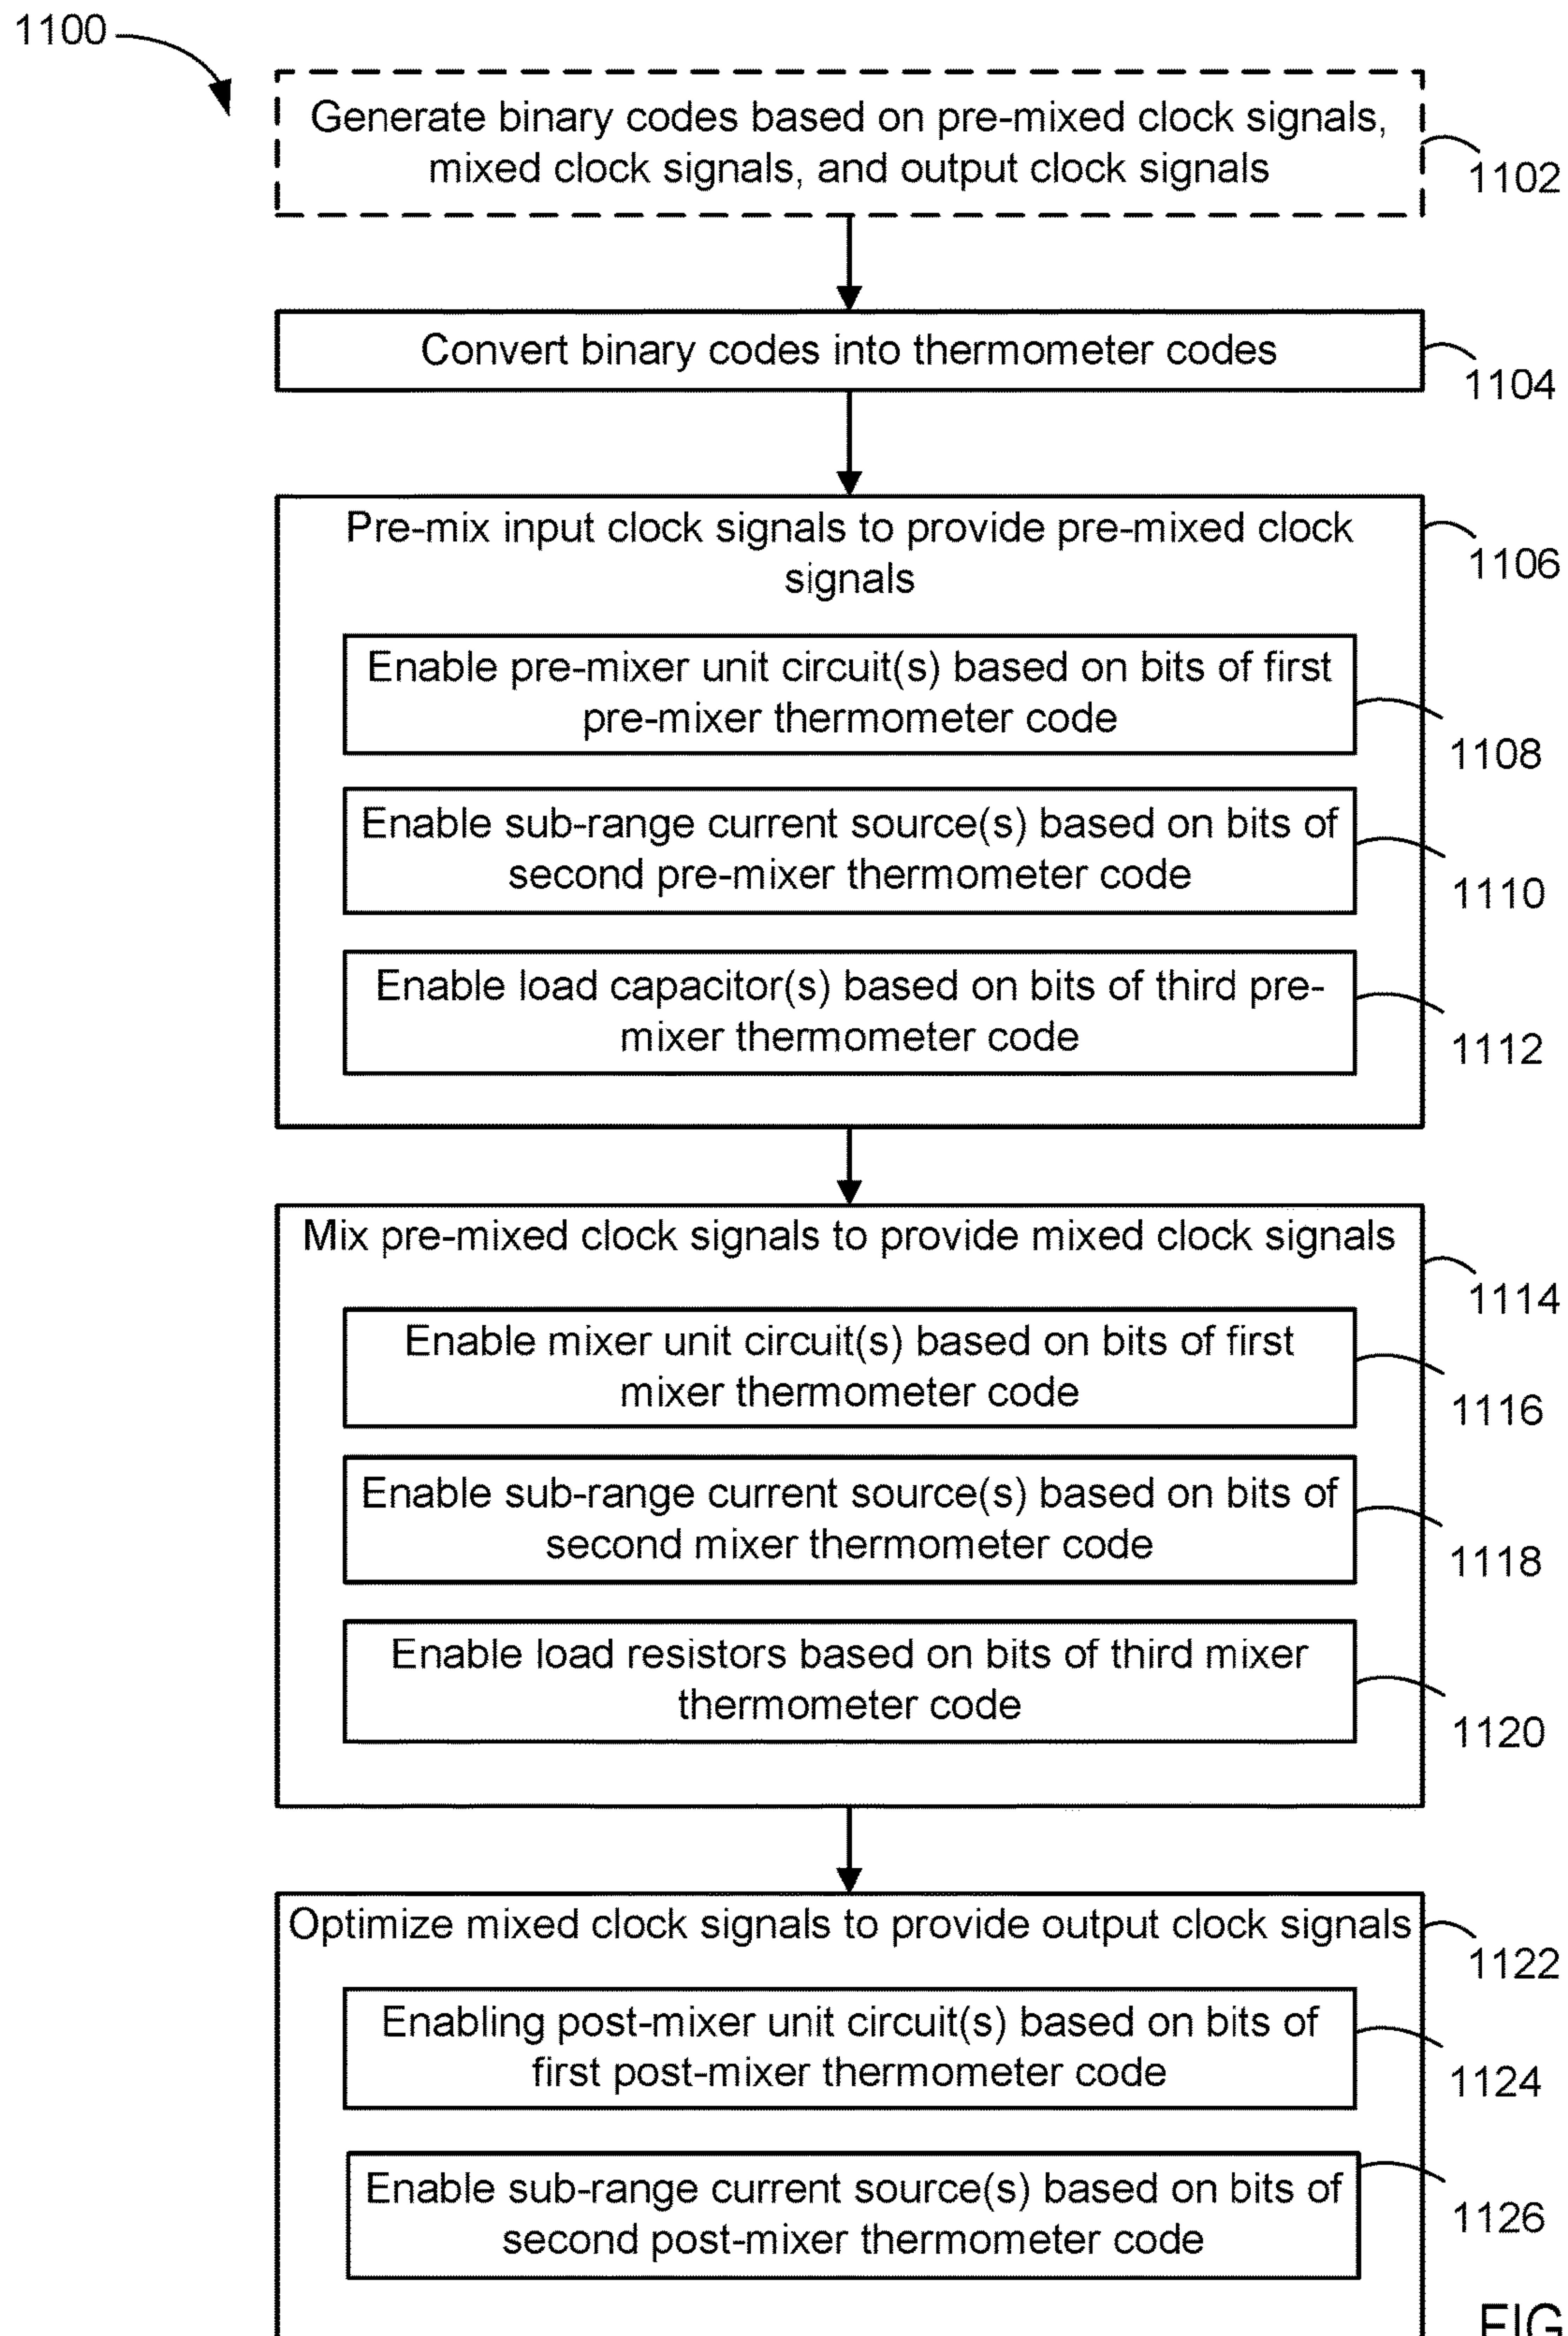 1100
Generate binary codes based on pre-mixed clock signals,
mixed clock signals, and output clock signals
1102
Convert binary codes into thermometer codes
1104
Pre-mix input clock signals to provide pre-mixed clock
signals
1106
Enable pre-mixer unit circuit(s) based on bits of first
pre-mixer thermometer code
1108
Enable sub-range current source(s) based on bits of
second pre-mixer thermometer code
1110
Enable load capacitor(s) based on bits of third pre-
mixer thermometer code
1112
Mix pre-mixed clock signals to provide mixed clock signals
1114
Enable mixer unit circuit(s) based on bits of first
mixer thermometer code
1116
Enable sub-range current source(s) based on bits of
second mixer thermometer code
1118
Enable load resistors based on bits of third mixer
thermometer code
1120
Optimize mixed clock signals to provide output clock signals
1122
Enabling post-mixer unit circuit(s) based on bits of
first post-mixer thermometer code
1124
Enable sub-range current source(s) based on bits of
second post-mixer thermometer code
1126
FIG